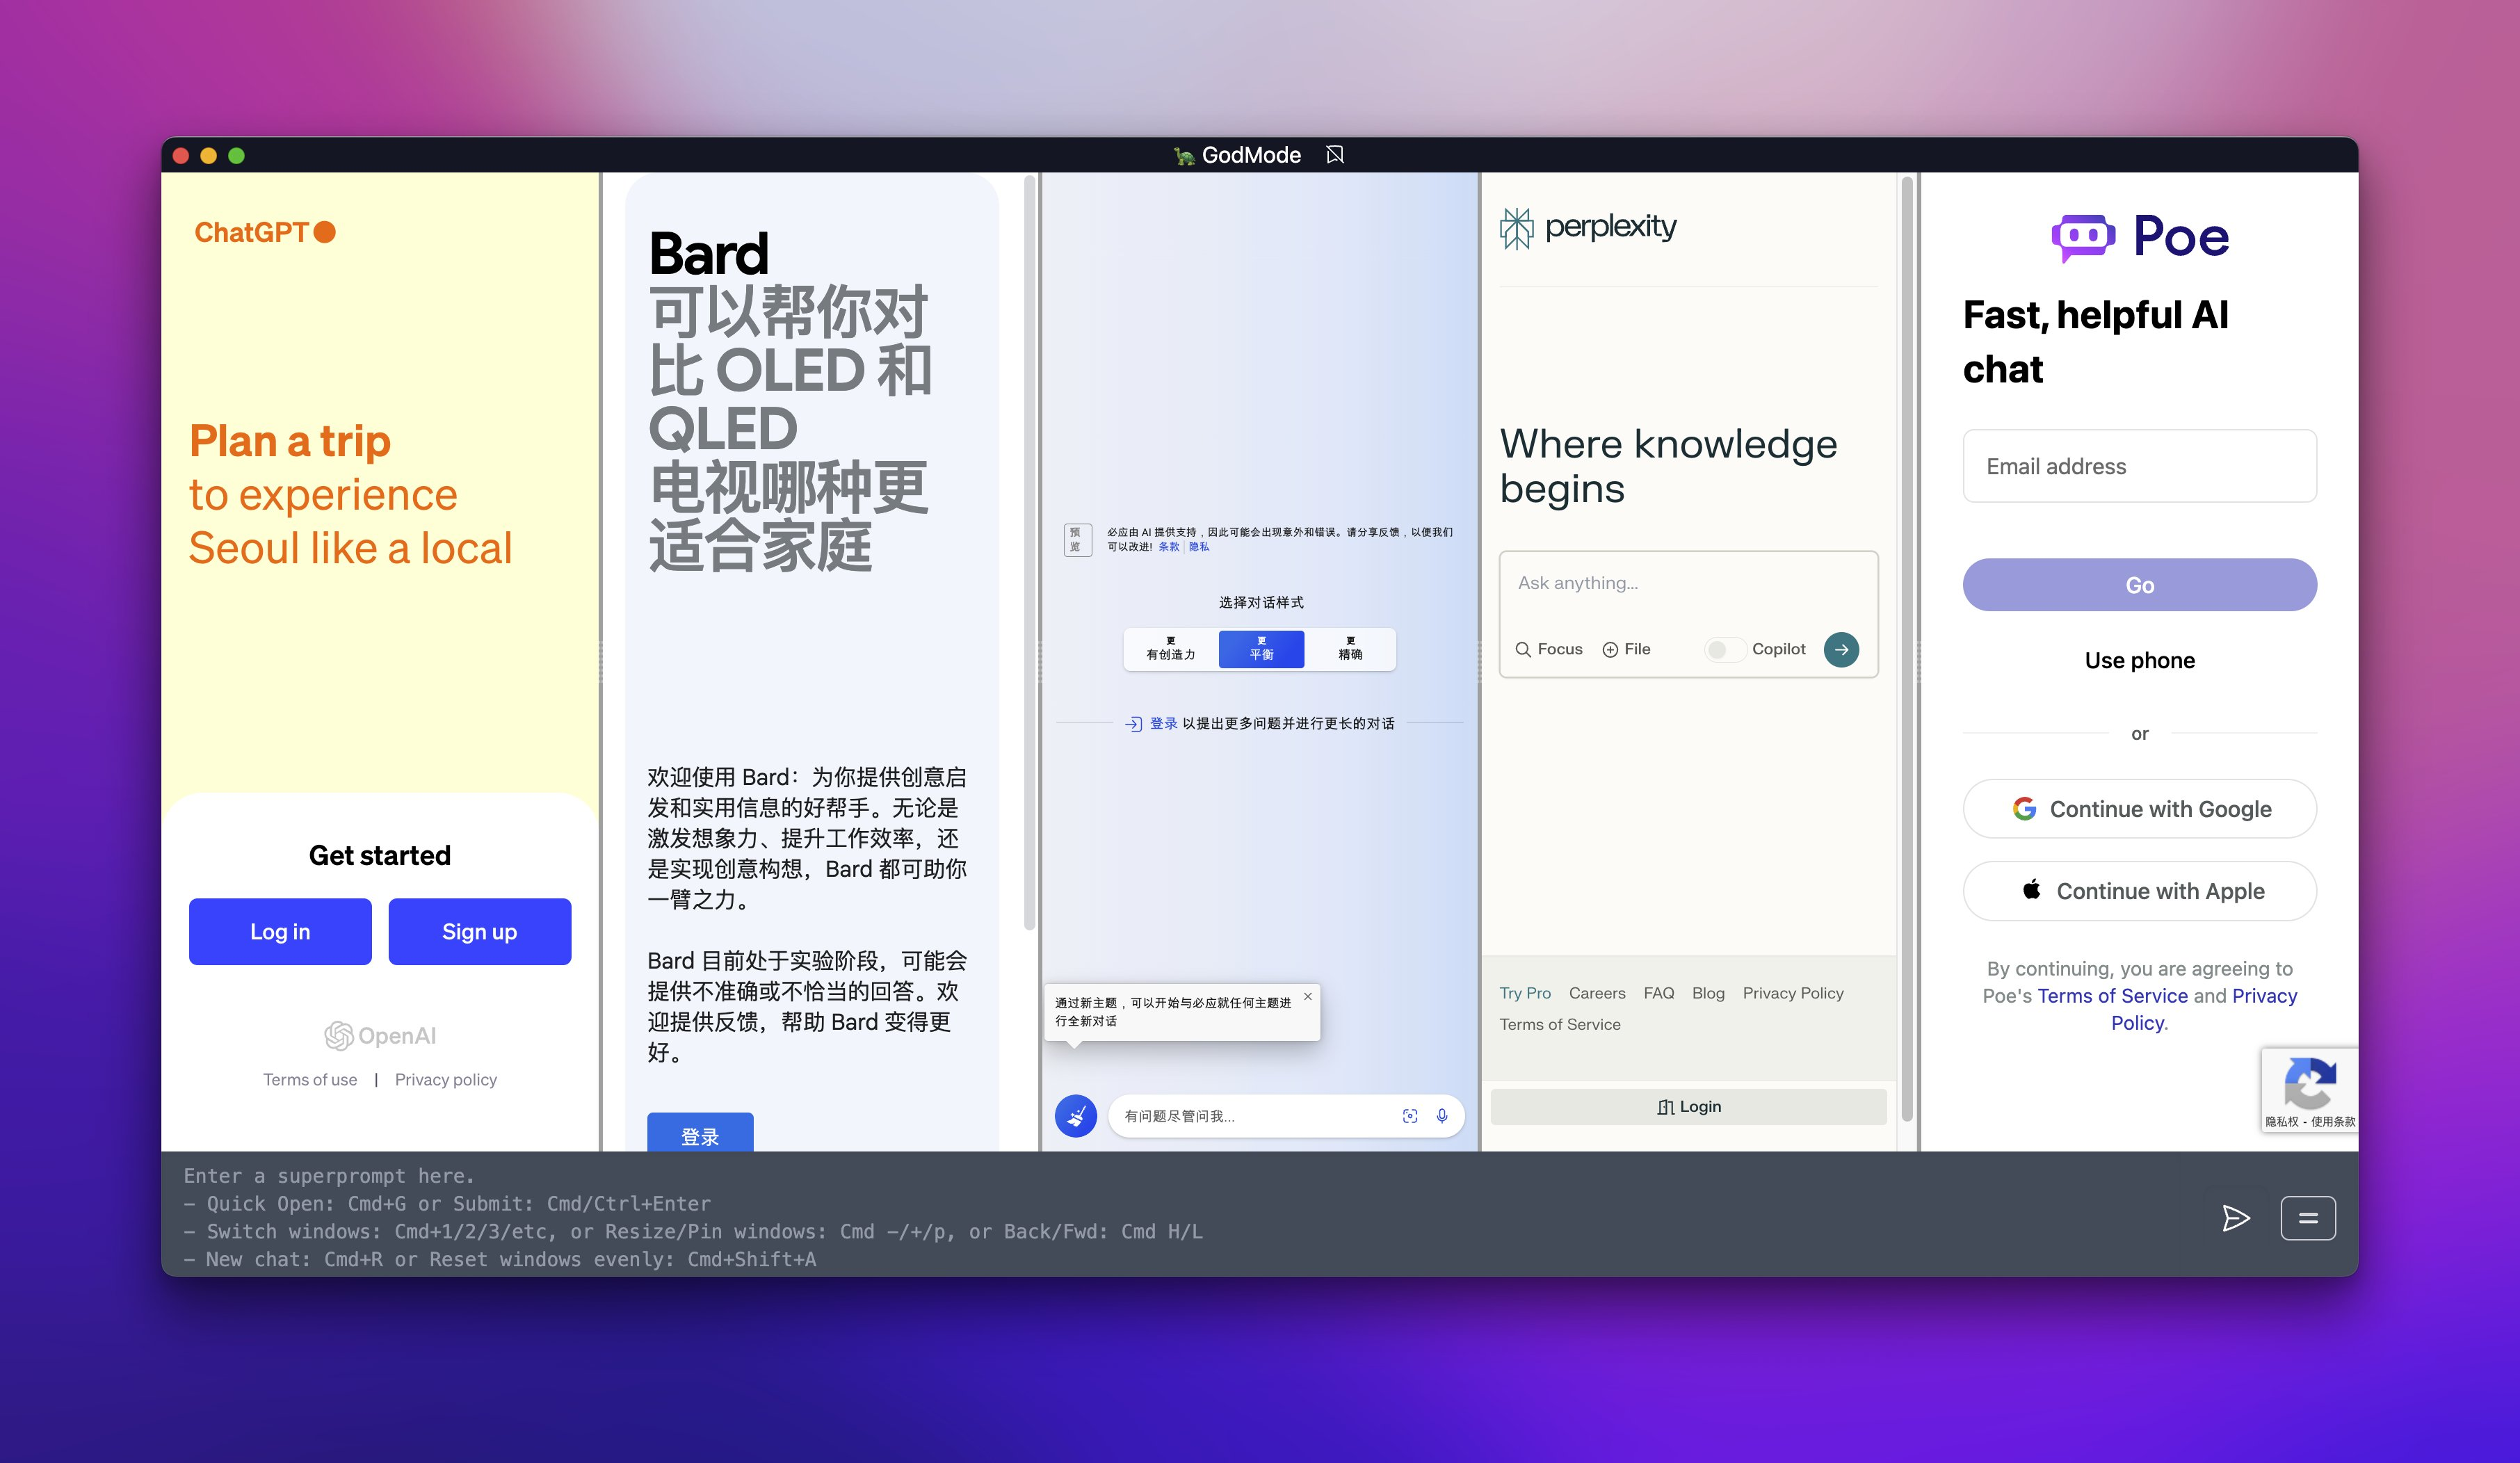 GodMode
ChatGPT
Plan a trip
to experience
Seoul like a local
Get started
Log in
Sign up
OpenAI
Terms of use | Privacy policy
Bard
可以帮你对
比 OLED 和
QLED
电视哪种更
适合家庭
欢迎使用 Bard：为你提供创意启
发和实用信息的好帮手。无论是
激发想象力、提升工作效率，还
是实现创意构想，Bard 都可助你
一臂之力。
Bard 目前处于实验阶段，可能会
提供不准确或不恰当的回答。欢
迎提供反馈，帮助 Bard 变得更
好。
登录
预
览
必应由 AI 提供支持，因此可能会出现意外和错误。请分享反馈，以便我们
可以改进! 条款 | 隐私
选择对话样式
更
有创造力
更
平衡
更
精确
登录 以提出更多问题并进行更长的对话
通过新主题，可以开始与必应就任何主题进
行全新对话
有问题尽管问我...
perplexity
Where knowledge
begins
Ask anything...
Focus
File
Copilot
Try Pro Careers FAQ Blog Privacy Policy
Terms of Service
Login
Poe
Fast, helpful AI
chat
Email address
Go
Use phone
or
Continue with Google
Continue with Apple
By continuing, you are agreeing to
Poe's Terms of Service and Privacy
Policy.
隐私权 - 使用条款
Enter a superprompt here.
- Quick Open: Cmd+G or Submit: Cmd/Ctrl+Enter
- Switch windows: Cmd+1/2/3/etc, or Resize/Pin windows: Cmd -/+/p, or Back/Fwd: Cmd H/L
- New chat: Cmd+R or Reset windows evenly: Cmd+Shift+A